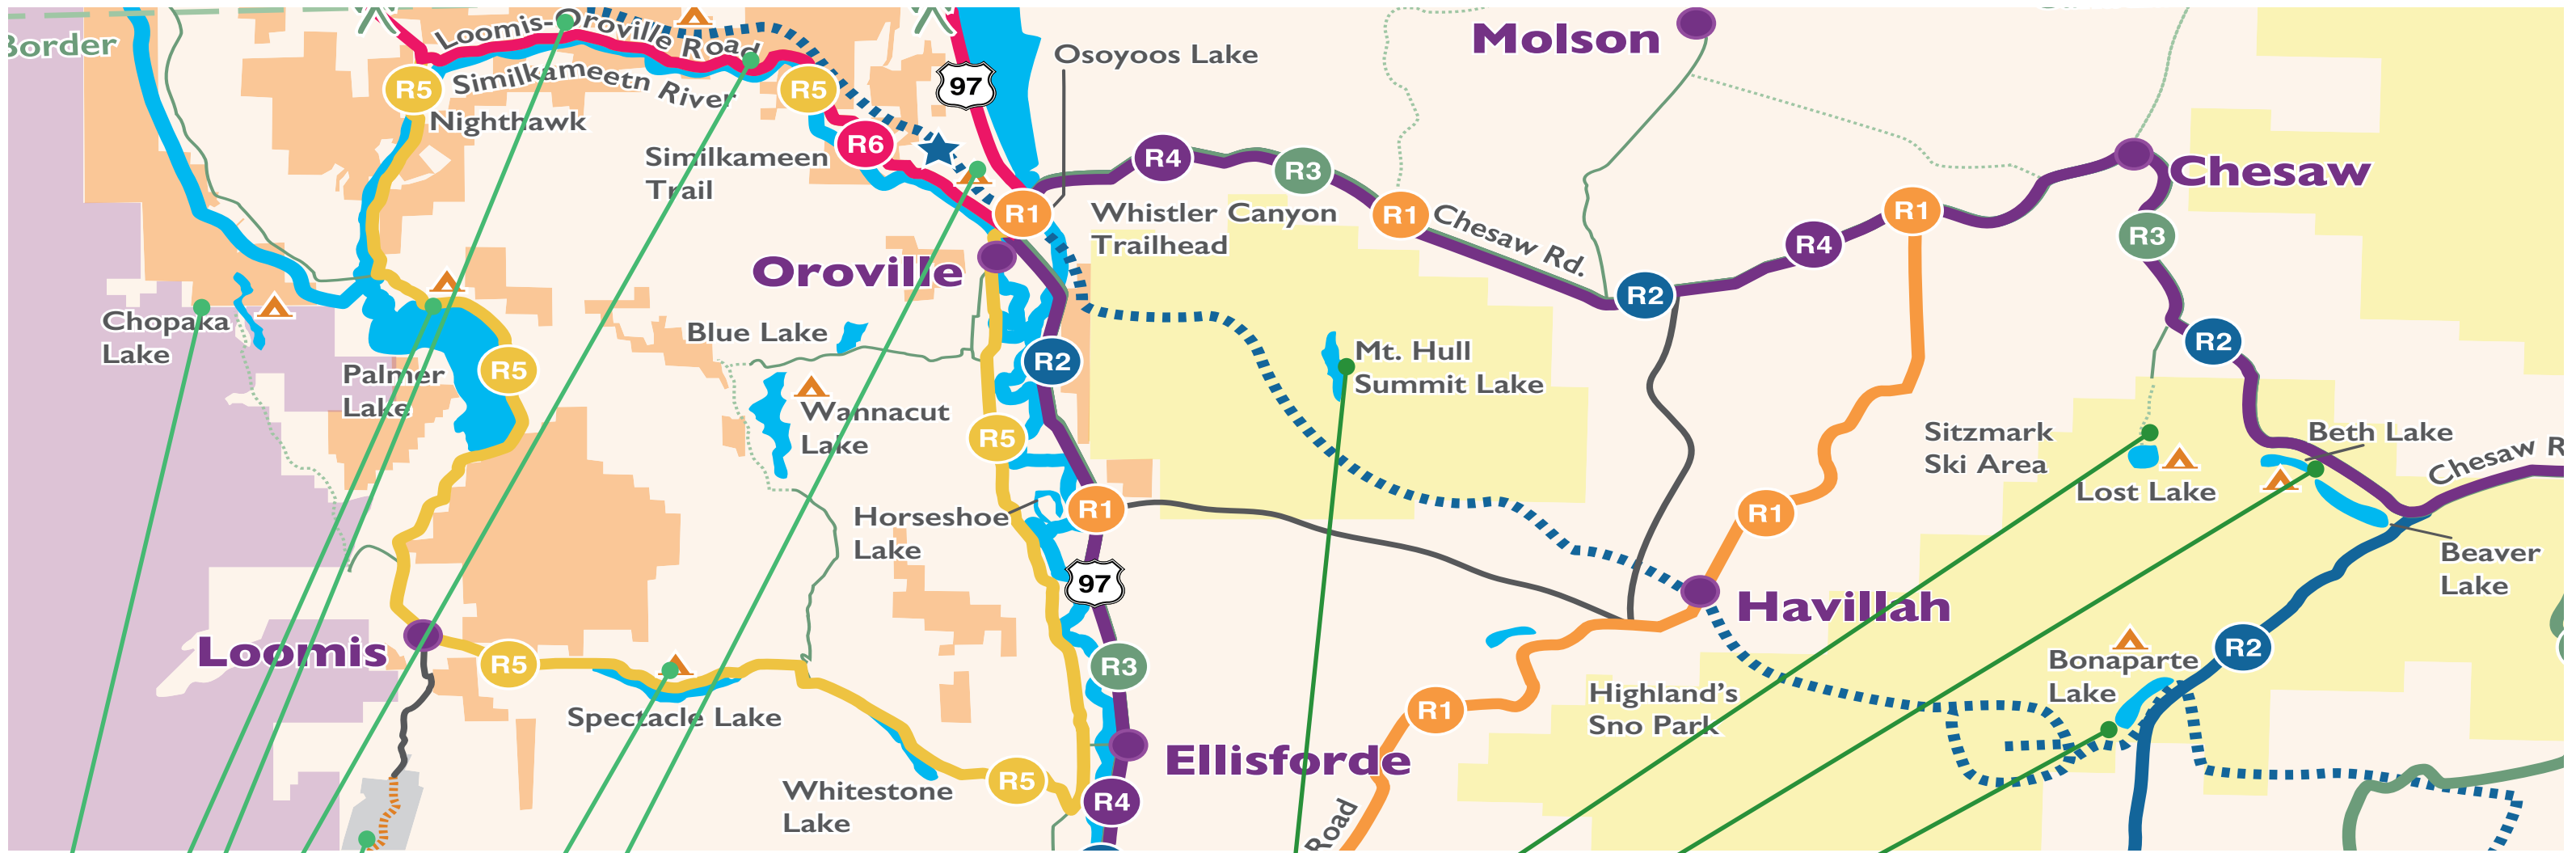 Border
Loomis-Oroville Road
Similkameetn River
R5
Nighthawk
R5
R6
Similkameen
Trail
97
Osoyoos Lake
R1
R4
R3
Whistler Canyon
Trailhead
R1
Chesaw Rd.
Molson
R2
R4
R1
Chesaw
R3
R2
Oroville
Chopaka
Lake
Palmer
Lake
R5
Blue Lake
Wannacut
Lake
R2
R5
Mt. Hull
Summit Lake
Sitzmark
Ski Area
Lost Lake
Beth Lake
Chesaw R
Beaver
Lake
Horseshoe
Lake
R1
97
R1
Havillah
Loomis
R5
Spectacle Lake
R3
Whitestone
Lake
R5
Ellisforde
R4
R1
Road
Highland's
Sno Park
Bonaparte
Lake
R2